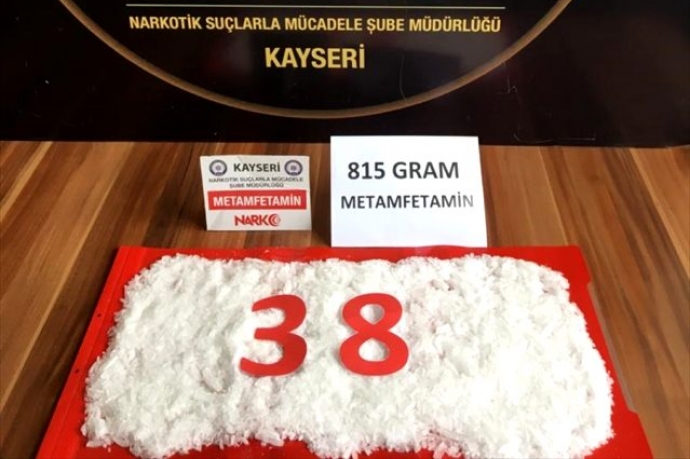 NARKOTİK SUÇLARLA MÜCADELE ŞUBE MÜDÜRLÜĞÜ
KAYSERİ
KAYSERİ
NARKOTİK SUÇLARLA MÜCADELE
ŞUBE MÜDÜRLÜĞÜ
METAMFETAMİN
NARKO
815 GRAM
METAMFETAMİN
38